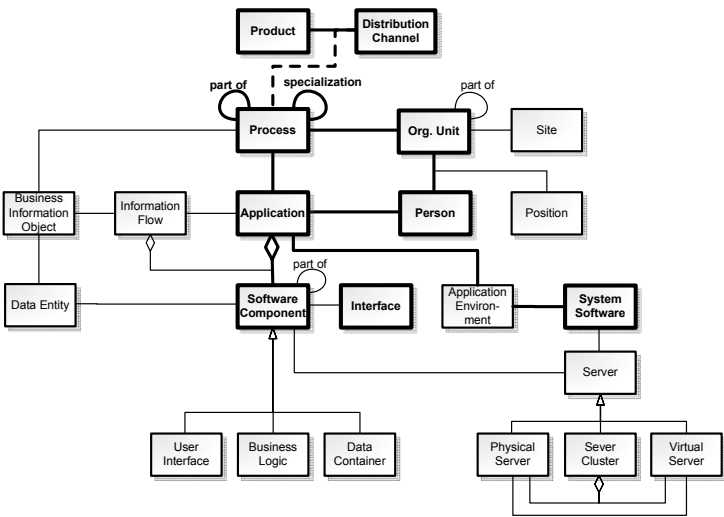 Product
Distribution
Channel
part of
specialization
part of
Process
Org. Unit
Site
Business
Information
Object
Information
Flow
Application
Person
Position
part of
Data Entity
Software
Component
Interface
Application
Environ-
ment
System
Software
Server
User
Interface
Business
Logic
Data
Container
Physical
Server
Sever
Cluster
Virtual
Server